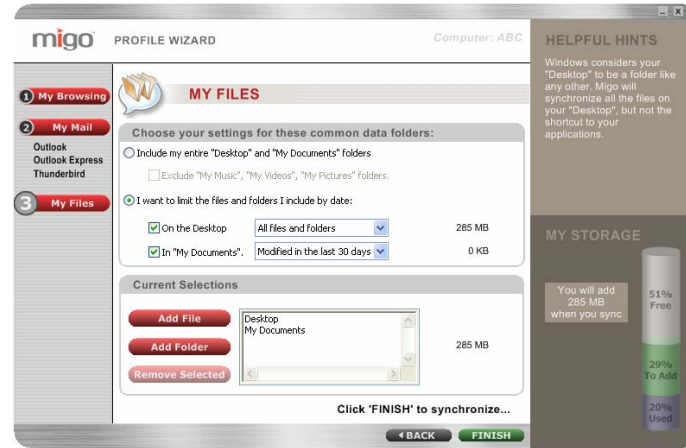 migo
PROFILE WIZARD
Computer: ABC
1 My Browsing
2 My Mail
Outlook
Outlook Express
Thunderbird
3 My Files
MY FILES
Choose your settings for these common data folders:
Include my entire "Desktop" and "My Documents" folders
Exclude "My Music", "My Videos", "My Pictures" folders.
I want to limit the files and folders I include by date:
On the Desktop All files and folders 285 MB
In "My Documents". Modified in the last 30 days 0 KB
Current Selections
Add File
Add Folder
Remove Selected
Desktop
My Documents
285 MB
Click 'FINISH' to synchronize...
BACK FINISH
HELPFUL HINTS
Windows considers your
"Desktop" to be a folder like
any other. Migo will
synchronize all the files on
your "Desktop", but not the
shortcut to your
applications.
MY STORAGE
You will add
285 MB
when you sync
51%
Free
29%
To Add
20%
Used